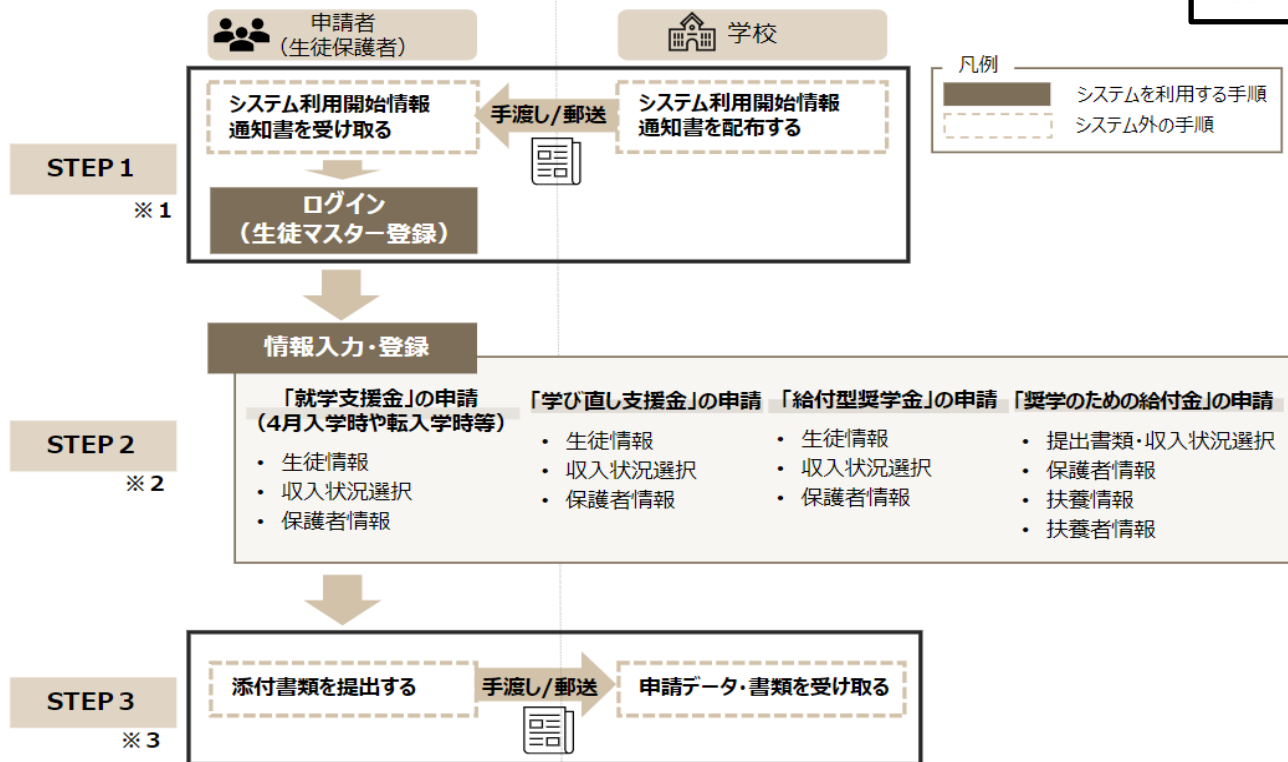 申請者
(生徒保護者)
学校
凡例
システムを利用する手順
システム外の手順
STEP 1
※1
システム利用開始情報
通知書を受け取る
手渡し/郵送
システム利用開始情報
通知書を配布する
ログイン
(生徒マスター登録)
情報入力・登録
STEP 2
※2
「就学支援金」の申請
(4月入学時や転入学時等)
・ 生徒情報
・ 収入状況選択
・ 保護者情報
「学び直し支援金」の申請
・ 生徒情報
・ 収入状況選択
・ 保護者情報
「給付型奨学金」の申請
・ 生徒情報
・ 収入状況選択
・ 保護者情報
「奨学のための給付金」の申請
・ 提出書類・収入状況選択
・ 保護者情報
・ 扶養情報
・ 扶養者情報
STEP 3
※3
添付書類を提出する
手渡し/郵送
申請データ・書類を受け取る